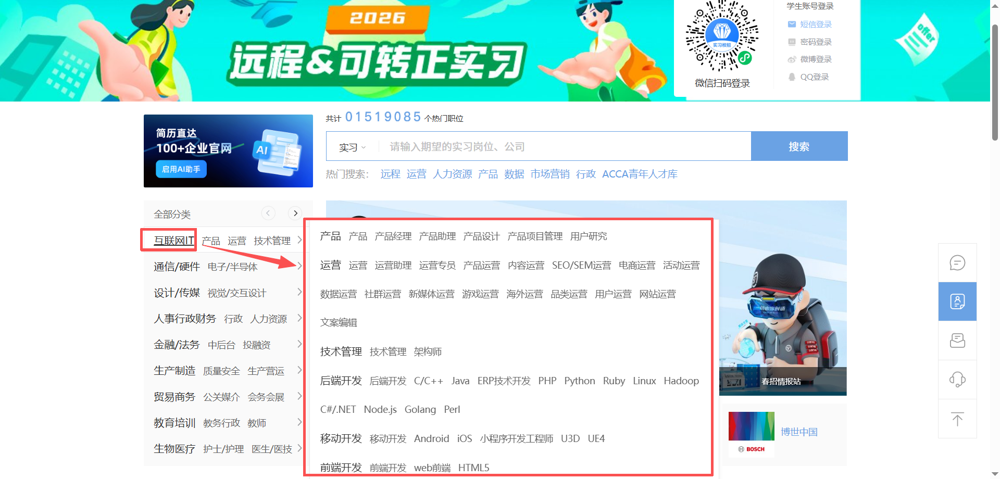 2026
远程&可转正实习
offer
学生账号登录
短信登录
密码登录
微博登录
QQ登录
实习校招
微信扫码登录
简历直达
100+企业官网
启用AI助手
AI
共计 01519085 个热门职位
实习 请输入期望的实习岗位、公司 搜索
热门搜索： 远程 运营 人力资源 产品 数据 市场营销 行政 ACCA青年人才库
全部分类
互联网IT 产品 运营 技术管理
通信/硬件 电子/半导体
设计/传媒 视觉/交互设计
人事行政财务 行政 人力资源
金融/法务 中后台 投融资
生产制造 质量安全 生产营运
贸易商务 公关媒介 会务会展
教育培训 教务行政 教师
生物医疗 护士/护理 医生/医技
产品 产品 产品经理 产品助理 产品设计 产品项目管理 用户研究
运营 运营 运营助理 运营专员 产品运营 内容运营 SEO/SEM运营 电商运营 活动运营
数据运营 社群运营 新媒体运营 游戏运营 海外运营 品类运营 用户运营 网站运营
文案编辑
技术管理 技术管理 架构师
后端开发 后端开发 C/C++ Java ERP技术开发 PHP Python Ruby Linux Hadoop
C#/.NET Node.js Golang Perl
移动开发 移动开发 Android iOS 小程序开发工程师 U3D UE4
前端开发 前端开发 web前端 HTML5
春招情报站
BOSCH
博世中国